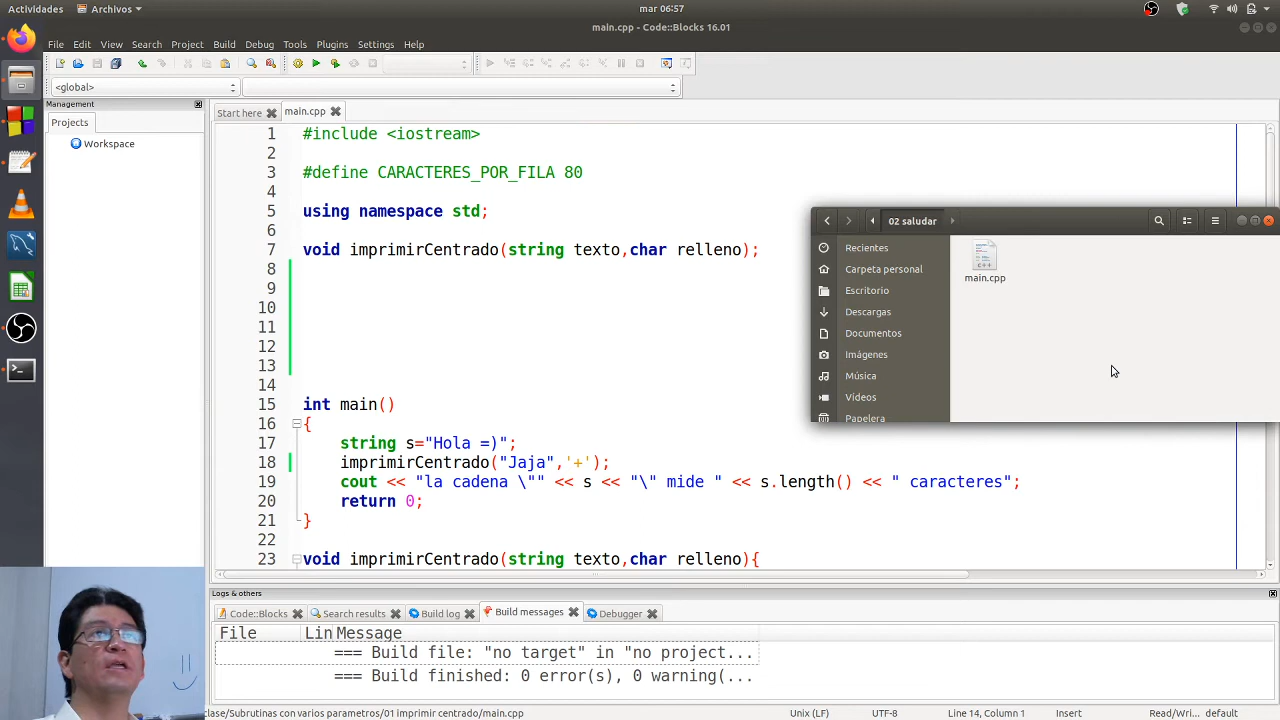 Actividades
Archivos
mar 06:57
main.cpp - Code::Blocks 16.01
File Edit View Search Project Build Debug Tools Plugins Settings Help
<global>
Management
Projects
Workspace
Start here
main.cpp
1 #include <iostream>
2
3 #define CARACTERES_POR_FILA 80
4
5 using namespace std;
6
7 void imprimirCentrado(string texto,char relleno);
8
9
10
11
12
13
14
15 int main()
16 {
17 string s="Hola =)";
18 imprimirCentrado("Jaja",'+');
19 cout << "la cadena \"" << s << "\" mide " << s.length() << " caracteres";
20 return 0;
21 }
22
23 void imprimirCentrado(string texto,char relleno){
02 saludar
Recientes
Carpeta personal
Escritorio
Descargas
Documentos
Imágenes
Música
Vídeos
Papelera
main.cpp
Logs & others
Code::Blocks
Search results
Build log
Build messages
Debugger
File Lin Message
=== Build file: "no target" in "no project...
=== Build finished: 0 error(s), 0 warning(...
clase/Subrutinas con varios parametros/01 imprimir centrado/main.cpp
Unix (LF)
UTF-8
Line 14, Column 1
Insert
Read/Wri...
default